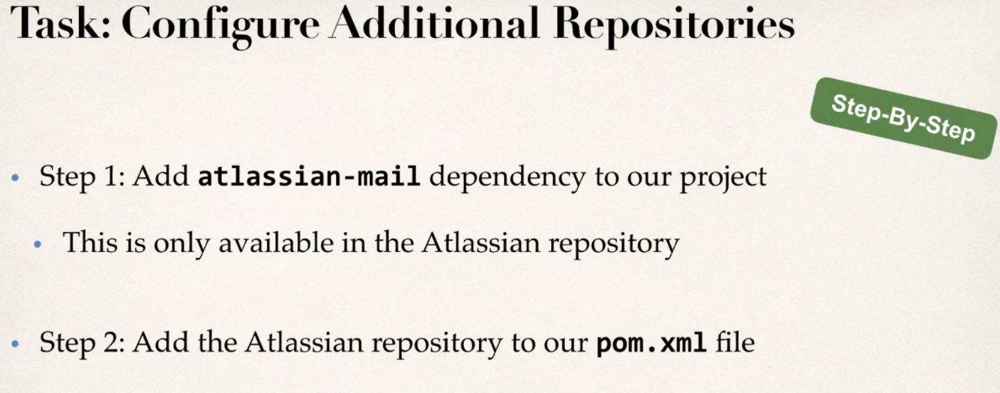 Task: Configure Additional Repositories
Step-By-Step
• Step 1: Add atlassian-mail dependency to our project
• This is only available in the Atlassian repository
• Step 2: Add the Atlassian repository to our pom.xml file